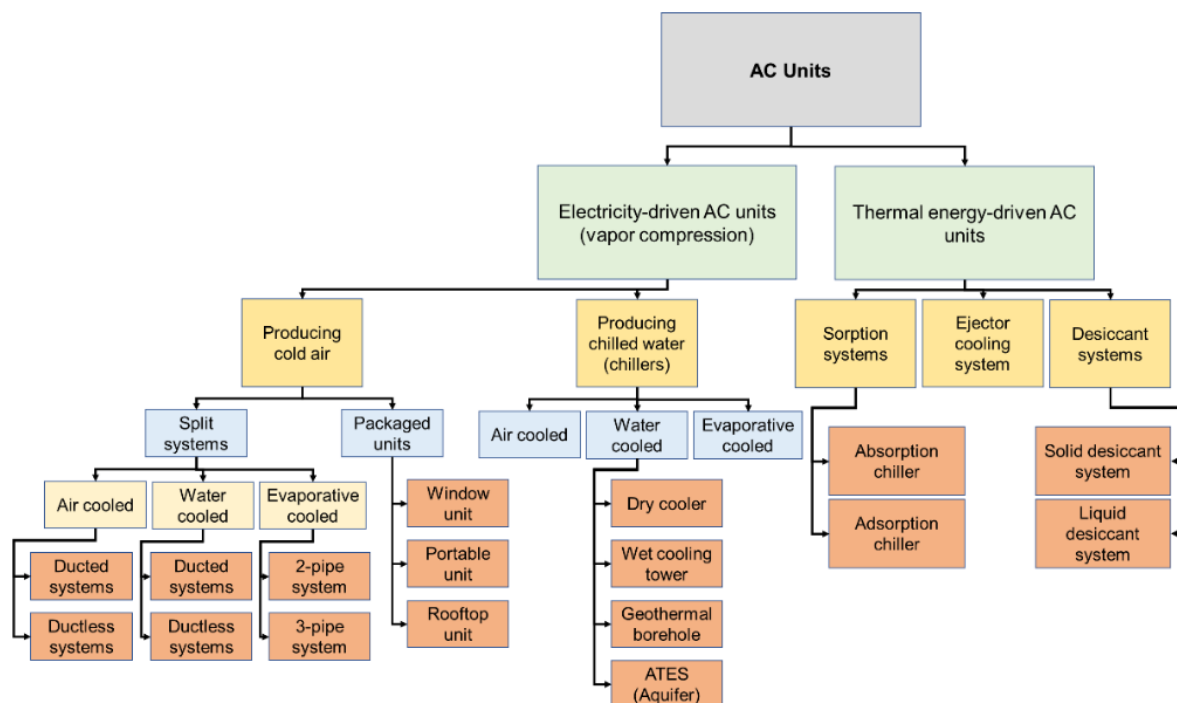 AC Units
Electricity-driven AC units
(vapor compression)
Thermal energy-driven AC
units
Producing
cold air
Producing
chilled water
(chillers)
Sorption
systems
Ejector
cooling
system
Desiccant
systems
Split
systems
Packaged
units
Air cooled
Water
cooled
Evaporative
cooled
Air cooled
Water
cooled
Evaporative
cooled
Ducted
systems
Ductless
systems
Ducted
systems
Ductless
systems
2-pipe
system
3-pipe
system
Window
unit
Portable
unit
Rooftop
unit
Dry cooler
Wet cooling
tower
Geothermal
borehole
ATES
(Aquifer)
Absorption
chiller
Adsorption
chiller
Solid desiccant
system
Liquid
desiccant
system